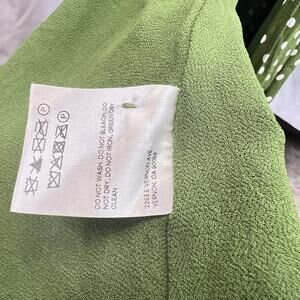 P
P
DO NOT WASH, DO NOT BLEACH, DO
NOT DRY, DO NOT IRON, GREEN DRY
CLEAN
2263 E VERNON AVE,
VERNON, CA 90058